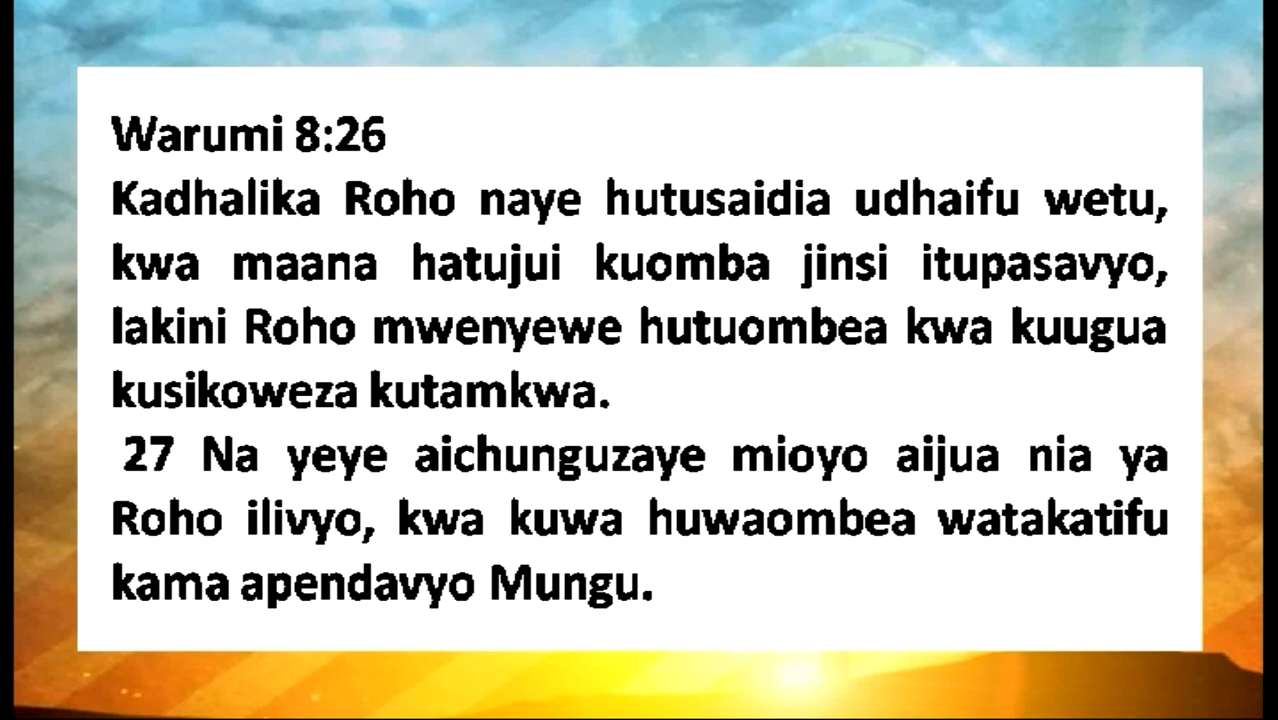 Warumi 8:26
Kadhalika Roho naye hutusaidia udhaifu wetu,
kwa maana hatujui kuomba jinsi itupasavyo,
lakini Roho mwenyewe hutuombea kwa kuugua
kusikoweza kutamkwa.
27 Na yeye aichunguzaye mioyo aijua nia ya
Roho ilivyo, kwa kuwa huwaombea watakatifu
kama apendavyo Mungu.